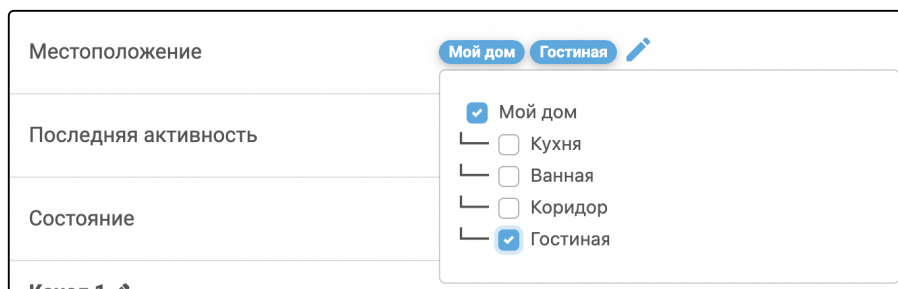 Местоположение
Мой дом Гостиная
Мой дом
Кухня
Последняя активность
Ванная
Коридор
Состояние
Гостиная